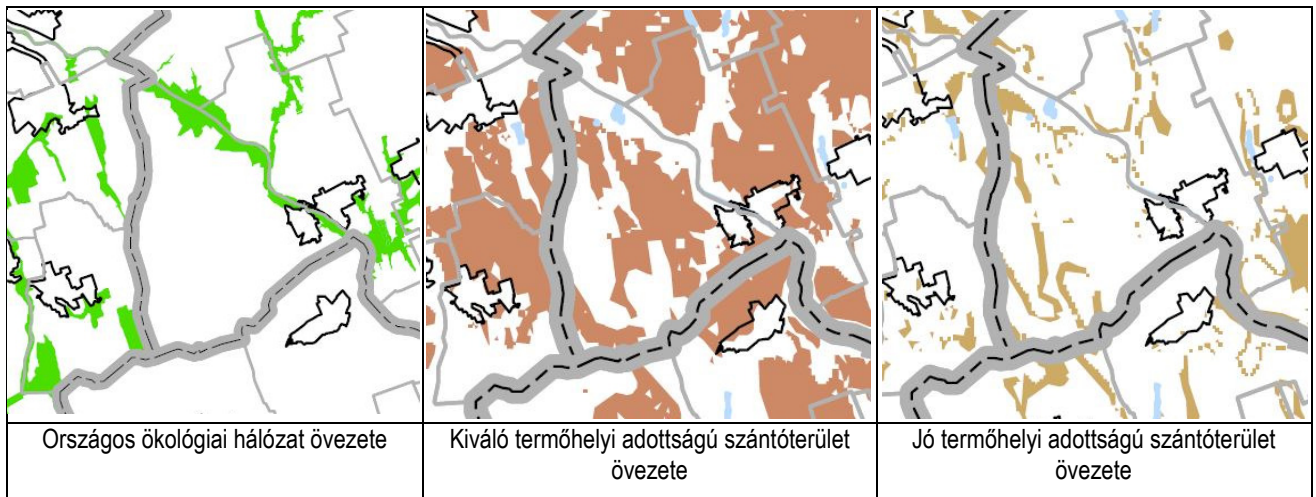 Országos ökológiai hálózat övezete
Kiváló termőhelyi adottságú szántóterület
övezete
Jó termőhelyi adottságú szántóterület
övezete